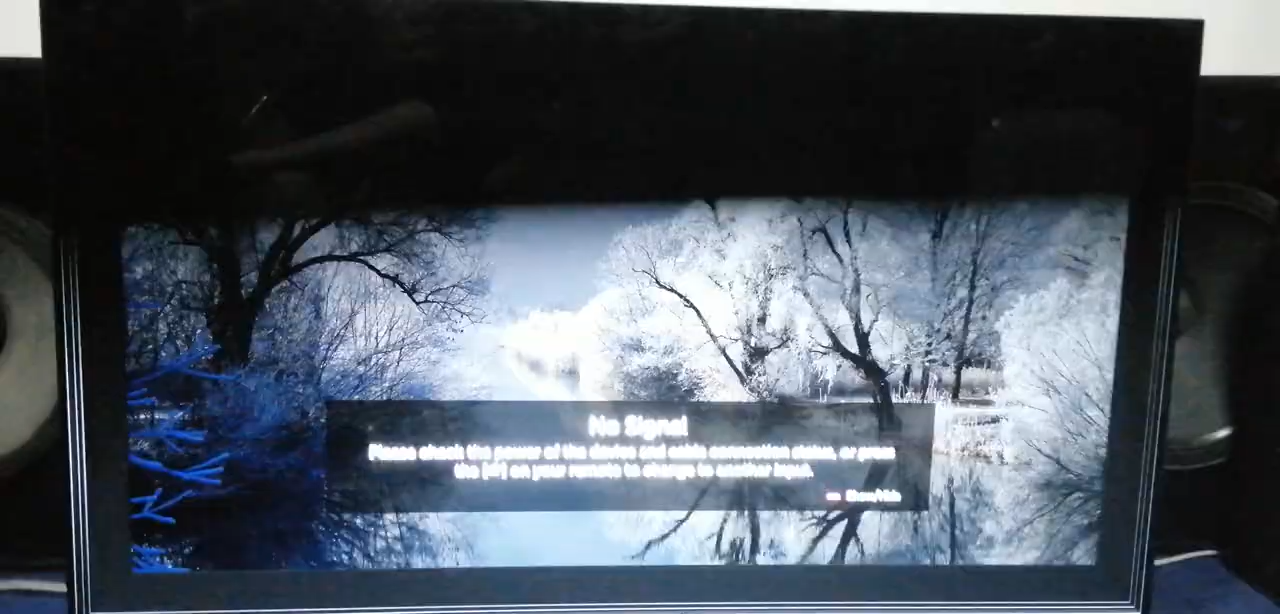 No Signal
Please check the power of the device and cable connection status, or press
the [ ] on your remote to change to another input.
Show/Hide